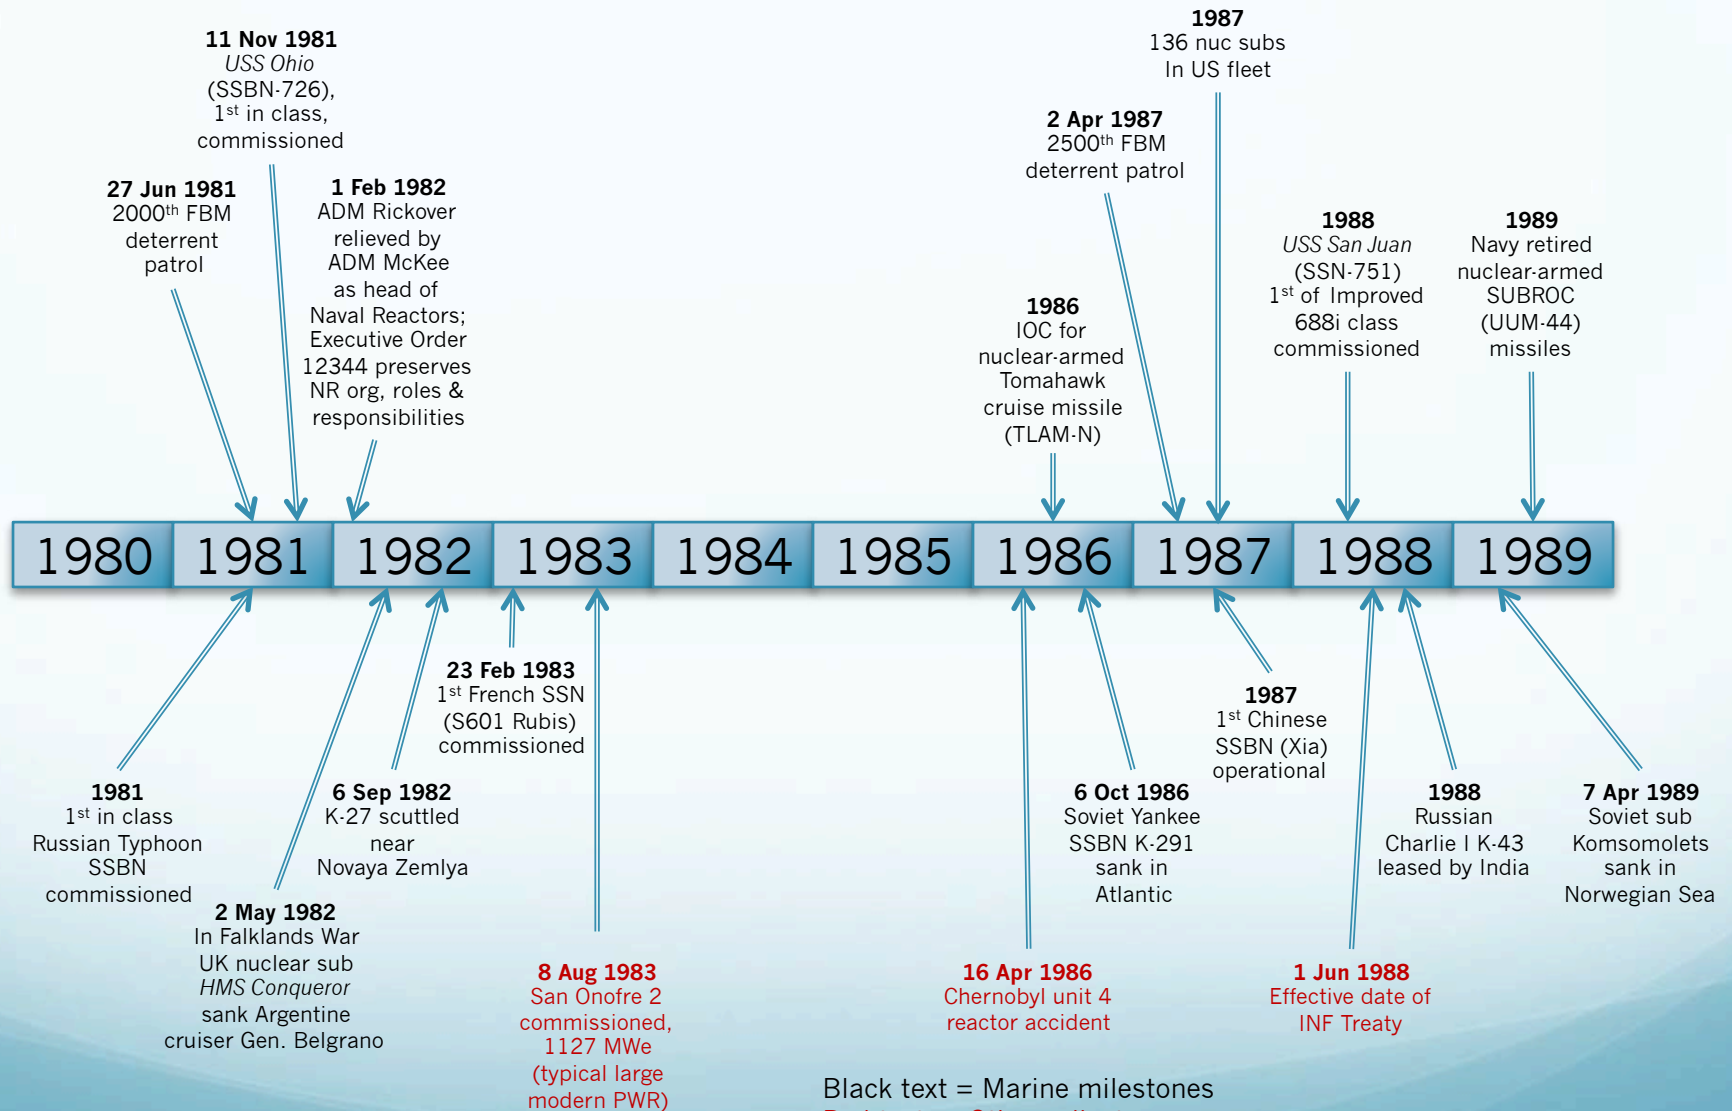 11 Nov 1981
USS Ohio
(SSBN-726),
1st in class,
commissioned
27 Jun 1981
2000th FBM
deterrent
patrol
1 Feb 1982
ADM Rickover
relieved by
ADM McKee
as head of
Naval Reactors;
Executive Order
12344 preserves
NR org, roles &
responsibilities
1986
IOC for
nuclear-armed
Tomahawk
cruise missile
(TLAM-N)
2 Apr 1987
2500th FBM
deterrent patrol
1987
136 nuc subs
In US fleet
1988
USS San Juan
(SSN-751)
1st of Improved
688i class
commissioned
1989
Navy retired
nuclear-armed
SUBROC
(UUM-44)
missiles
1980 1981 1982 1983 1984 1985 1986 1987 1988 1989
1981
1st in class
Russian Typhoon
SSBN
commissioned
2 May 1982
In Falklands War
UK nuclear sub
HMS Conqueror
sank Argentine
cruiser Gen. Belgrano
6 Sep 1982
K-27 scuttled
near
Novaya Zemlya
23 Feb 1983
1st French SSN
(S601 Rubis)
commissioned
8 Aug 1983
San Onofre 2
commissioned,
1127 MWe
(typical large
modern PWR)
16 Apr 1986
Chernobyl unit 4
reactor accident
6 Oct 1986
Soviet Yankee
SSBN K-291
sank in
Atlantic
1987
1st Chinese
SSBN (Xia)
operational
1 Jun 1988
Effective date of
INF Treaty
1988
Russian
Charlie I K-43
leased by India
7 Apr 1989
Soviet sub
Komsomolets
sank in
Norwegian Sea
Black text = Marine milestones